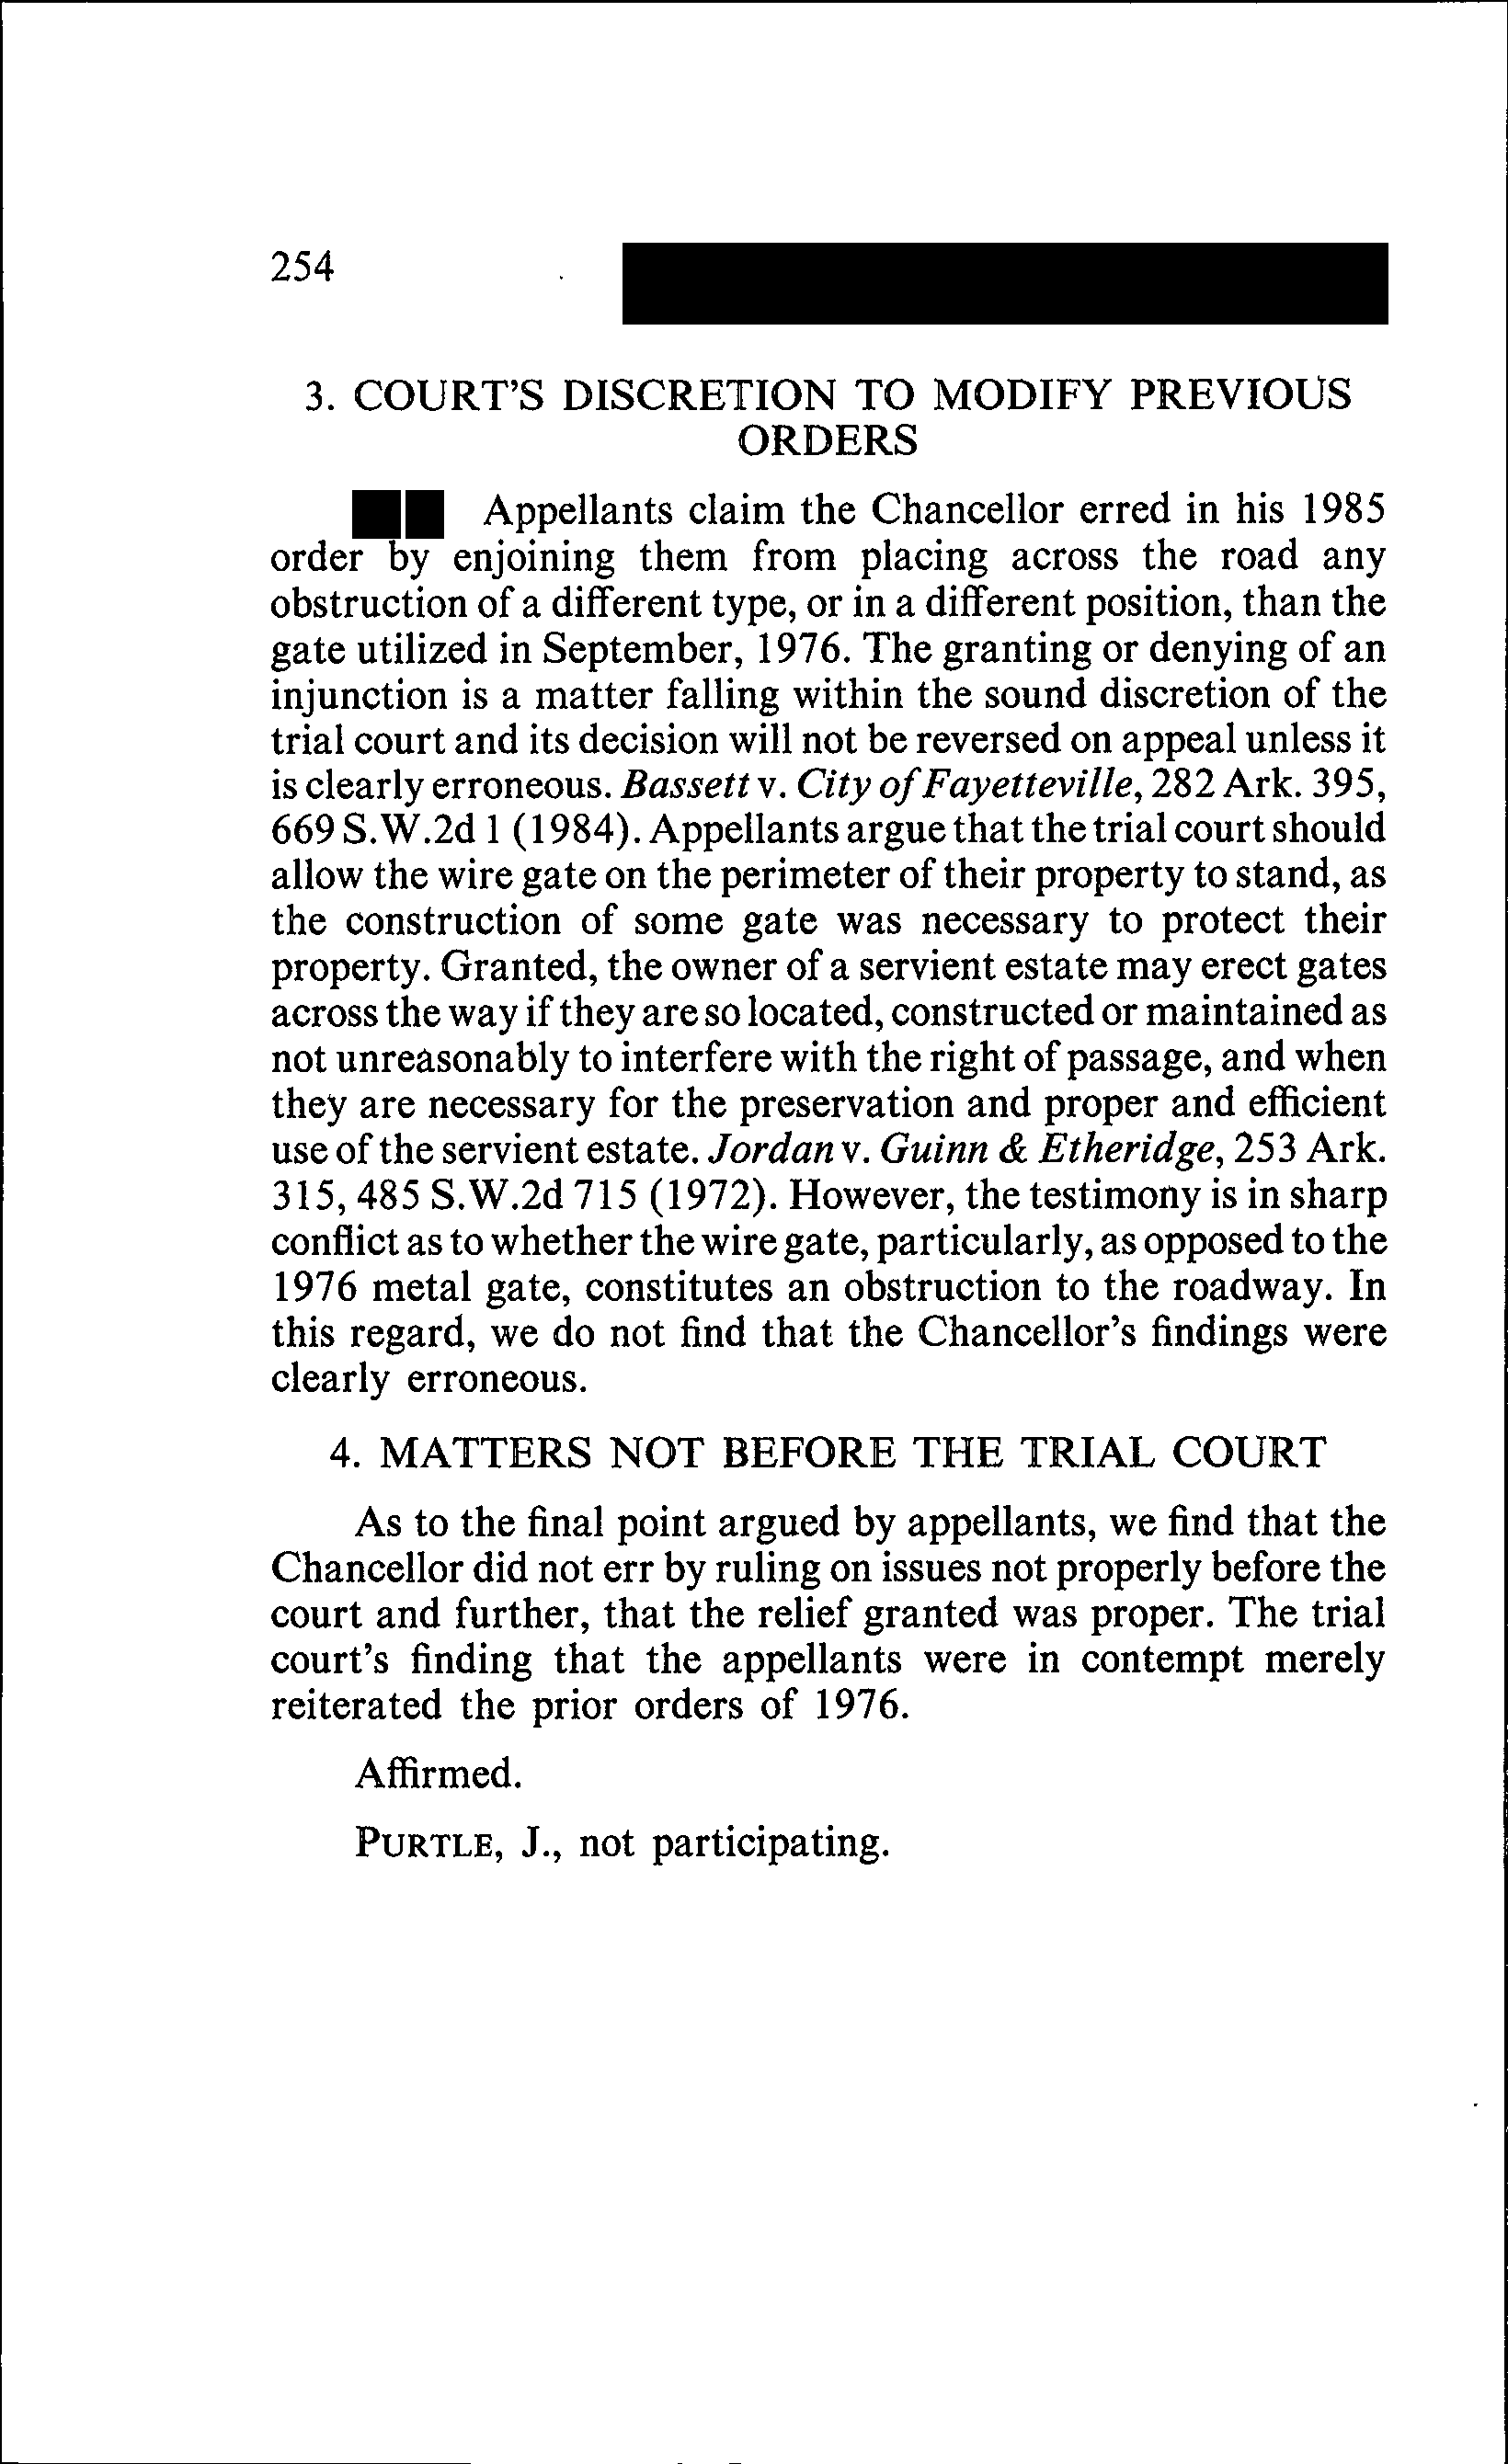 254
3. COURT'S DISCRETION TO MODIFY PREVIOUS
ORDERS
Appellants claim the Chancellor erred in his 1985
order by enjoining them from placing across the road any
obstruction of a different type, or in a different position, than the
gate utilized in September, 1976. The granting or denying of an
injunction is a matter falling within the sound discretion of the
trial court and its decision will not be reversed on appeal unless it
is clearly erroneous. Bassett v. City of Fayetteville, 282 Ark. 395,
669 S.W.2d 1 (1984). Appellants argue that the trial court should
allow the wire gate on the perimeter of their property to stand, as
the construction of some gate was necessary to protect their
property. Granted, the owner of a servient estate may erect gates
across the way if they are so located, constructed or maintained as
not unreasonably to interfere with the right of passage, and when
they are necessary for the preservation and proper and efficient
use of the servient estate. Jordan v. Guinn & Etheridge, 253 Ark.
315, 485 S.W.2d 715 (1972). However, the testimony is in sharp
conflict as to whether the wire gate, particularly, as opposed to the
1976 metal gate, constitutes an obstruction to the roadway. In
this regard, we do not find that the Chancellor's findings were
clearly erroneous.
4. MATTERS NOT BEFORE THE TRIAL COURT
As to the final point argued by appellants, we find that the
Chancellor did not err by ruling on issues not properly before the
court and further, that the relief granted was proper. The trial
court's finding that the appellants were in contempt merely
reiterated the prior orders of 1976.
Affirmed.
PURTLE, J., not participating.